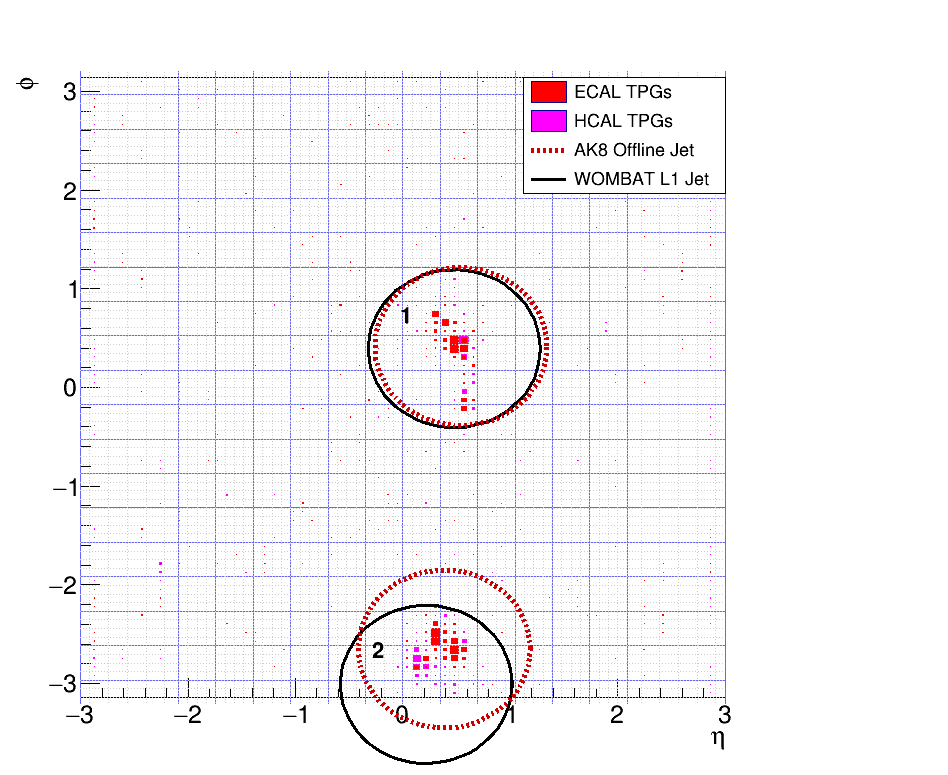 φ
3
2
1
0
−1
−2
−3
ECAL TPGs
HCAL TPGs
AK8 Offline Jet
WOMBAT L1 Jet
1
2
−3 −2 −1 0 1 2 3
η